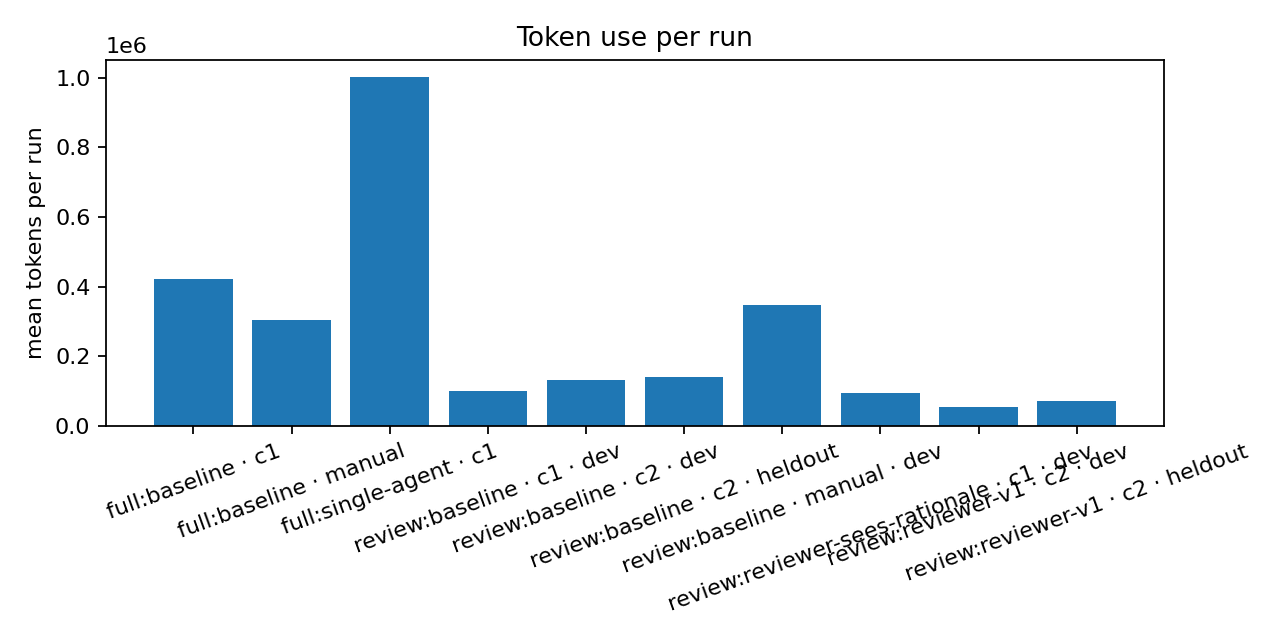 Token use per run
1e6
mean tokens per run
1.0
0.8
0.6
0.4
0.2
0.0
full:baseline · c1
full:baseline · manual
full:single-agent · c1
review:baseline · c1 · dev
review:baseline · c2 · dev
review:baseline · c2 · heldout
review:baseline · manual · dev
review:reviewer-sees-rationale · c1 · dev
review:reviewer-v1 · c2 · dev
review:reviewer-v1 · c2 · heldout